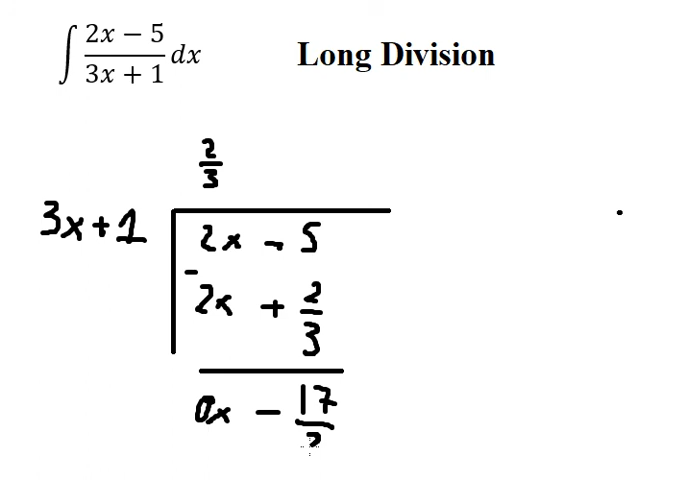 ∫ (2x − 5)/(3x + 1) dx Long Division
2/3
3x+1 2x - 5
- 2x + 2/3
0x - 17/